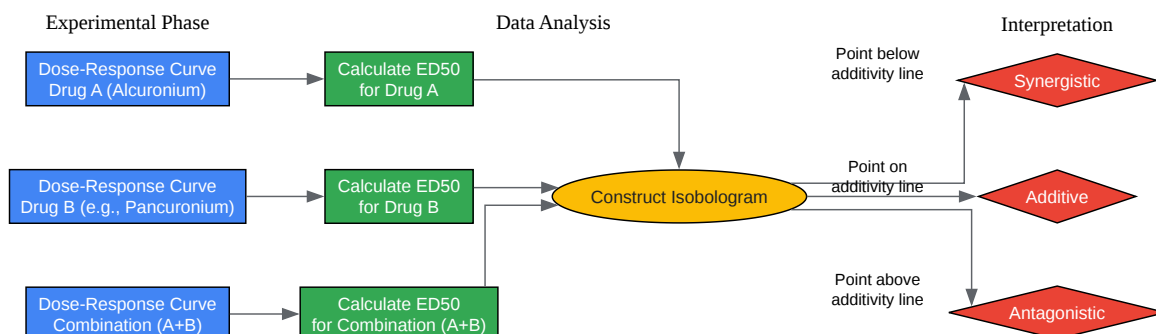 Experimental Phase
Data Analysis
Interpretation
Dose-Response Curve
Drug A (Alcuronium)
Calculate ED50
for Drug A
Point below
additivity line
Synergistic
Dose-Response Curve
Drug B (e.g., Pancuronium)
Calculate ED50
for Drug B
Construct Isobologram
Point on
additivity line
Additive
Dose-Response Curve
Combination (A+B)
Calculate ED50
for Combination (A+B)
Point above
additivity line
Antagonistic